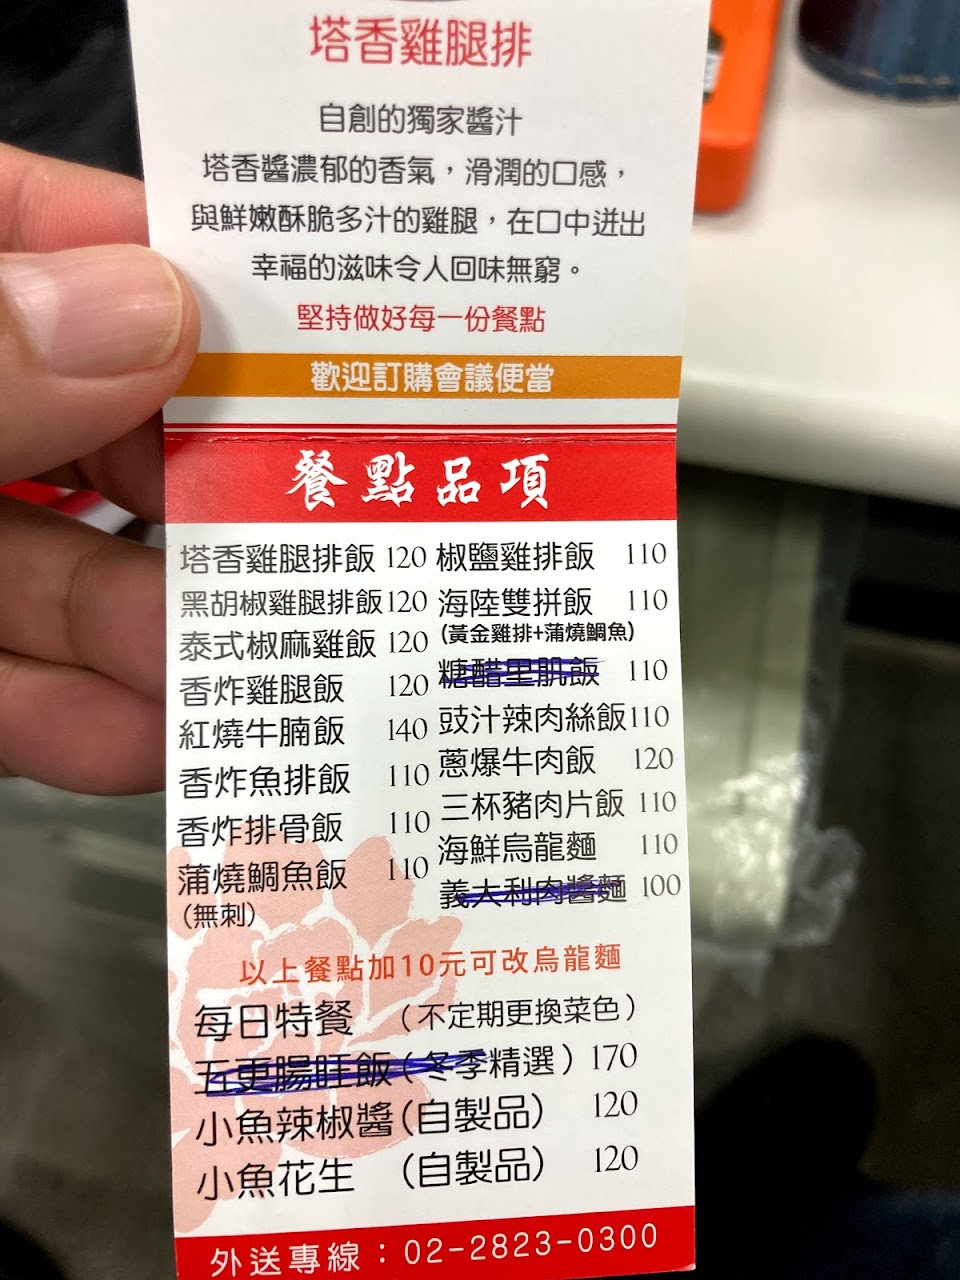 塔香雞腿排
自創的獨家醬汁
塔香醬濃郁的香氣，滑潤的口感，
與鮮嫩酥脆多汁的雞腿，在口中迸出
幸福的滋味令人回味無窮。
堅持做好每一份餐點
歡迎訂購會議便當
餐點品項
塔香雞腿排飯 120
黑胡椒雞腿排飯 120
泰式椒麻雞飯 120
香炸雞腿飯 120
紅燒牛腩飯 140
香炸魚排飯 110
香炸排骨飯 110
蒲燒鯛魚飯 110
（無刺）
椒鹽雞排飯 110
海陸雙拼飯 110
(黃金雞排+蒲燒鯛魚)
糖醋里肌飯 110
豉汁辣肉絲飯 110
蔥爆牛肉飯 120
三杯豬肉片飯 110
海鮮烏龍麵 110
義大利肉醬麵 100
以上餐點加10元可改烏龍麵
每日特餐 （不定期更換菜色）
五更腸旺飯（冬季精選）170
小魚辣椒醬（自製品） 120
小魚花生 （自製品） 120
外送專線：02-2823-0300